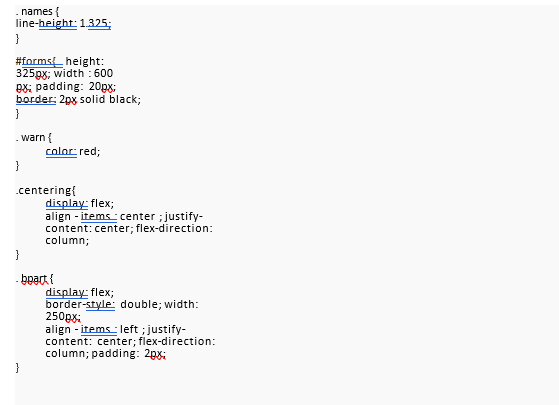 . names {
line-height: 1.325;
}
#forms{ height:
325px; width : 600
px; padding: 20px;
border: 2px solid black;
}
. warn {
color: red;
}
.centering{
display: flex;
align - items : center ; justify-
content: center; flex-direction:
column;
}
. bpart {
display: flex;
border-style: double; width:
250px;
align - items : left ; justify-
content: center; flex-direction:
column; padding: 2px;
}